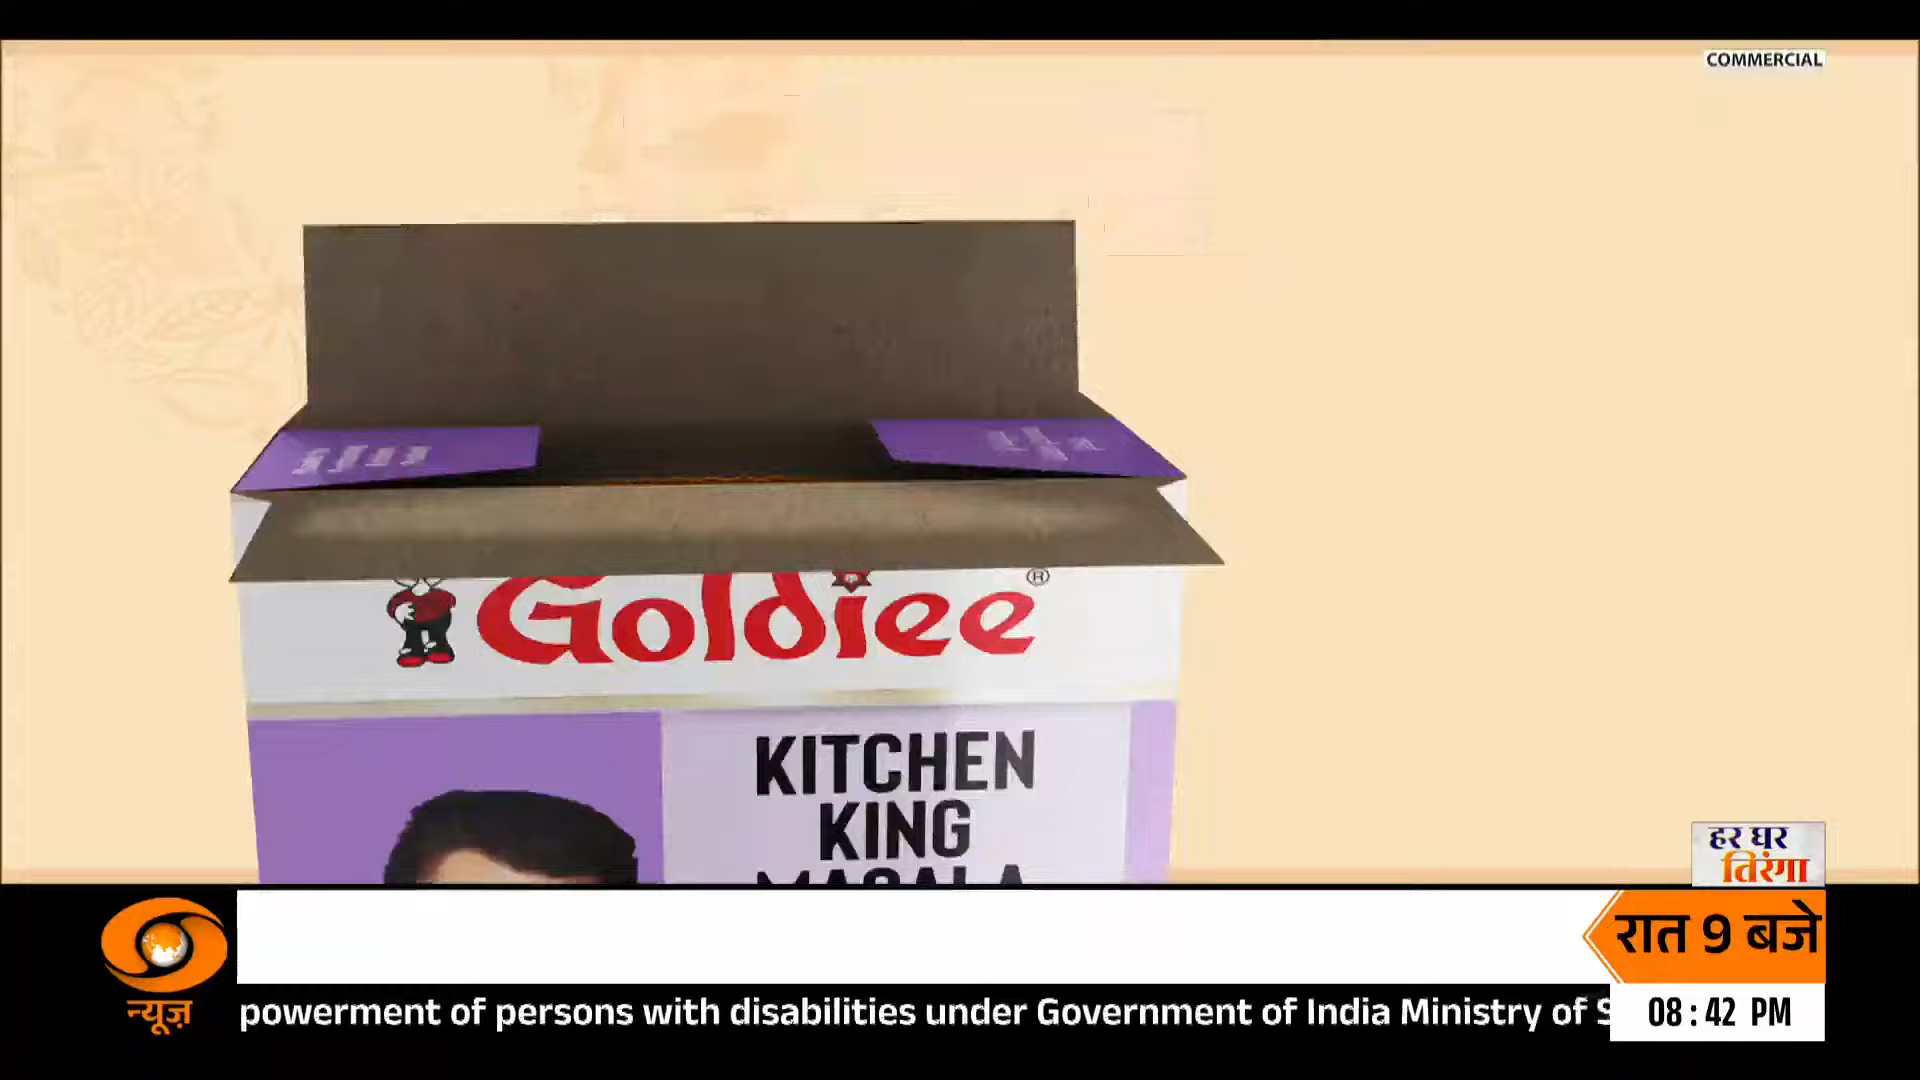 COMMERCIAL
Goldiee®
KITCHEN
KING
MASALA
हर घर
तिरंगा
रात 9 बजे
न्यूज़
powerment of persons with disabilities under Government of India Ministry of S
08:42 PM